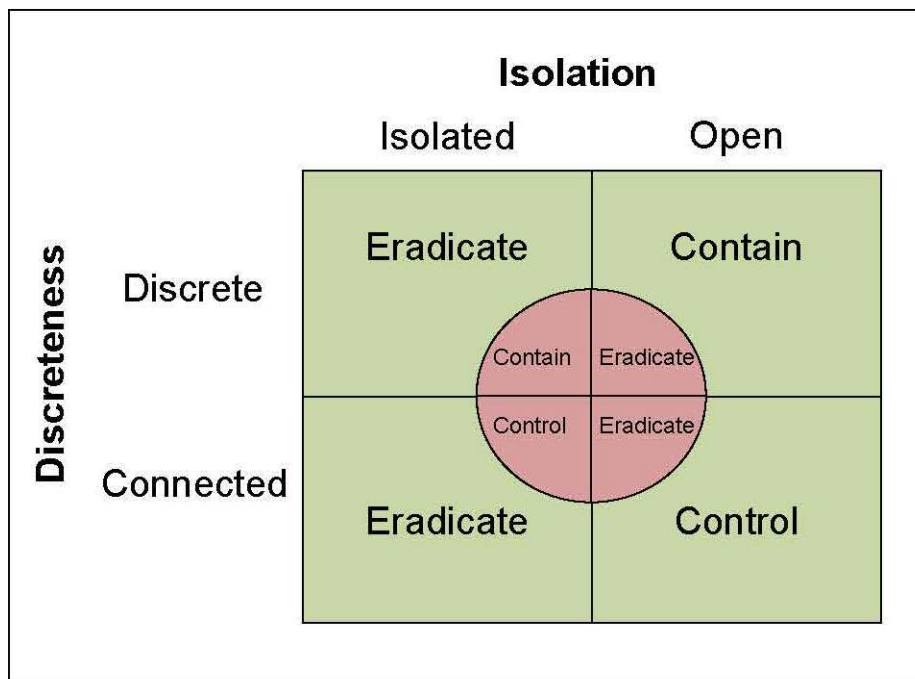 Isolation
Isolated Open
Discreteness
Discrete
Eradicate Contain
Contain Eradicate
Control Eradicate
Connected
Eradicate Control